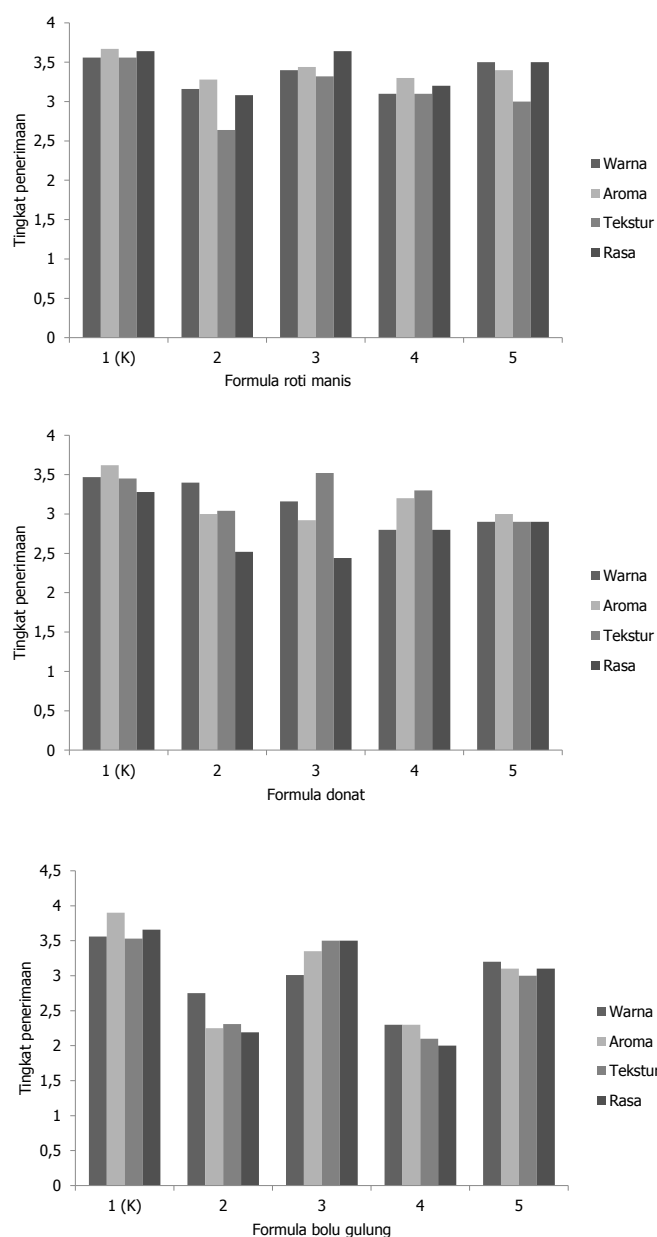 4
3,5
3
2,5
2
1,5
1
0,5
0
Tingkat penerimaan
1 (K) 2 3 4 5
Formula roti manis
Warna
Aroma
Tekstur
Rasa
4
3,5
3
2,5
2
1,5
1
0,5
0
Tingkat penerimaan
1 (K) 2 3 4 5
Formula donat
Warna
Aroma
Tekstur
Rasa
4,5
4
3,5
3
2,5
2
1,5
1
0,5
0
Tingkat penerimaan
1 (K) 2 3 4 5
Formula bolu gulung
Warna
Aroma
Tekstur
Rasa